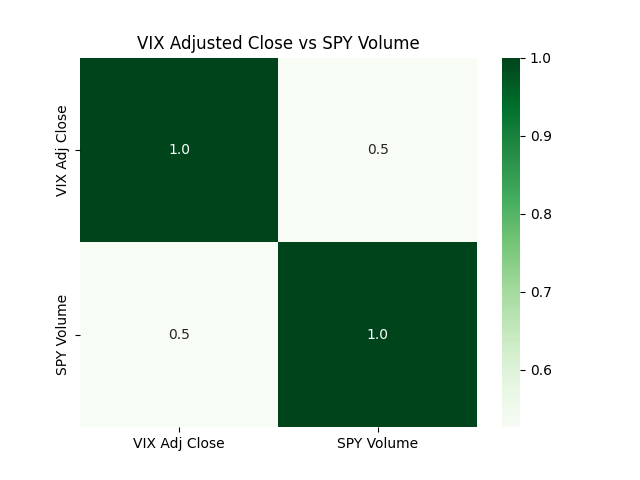 VIX Adjusted Close vs SPY Volume
VIX Adj Close
SPY Volume
1.0
0.5
0.5
1.0
VIX Adj Close
SPY Volume
1.0
0.9
0.8
0.7
0.6